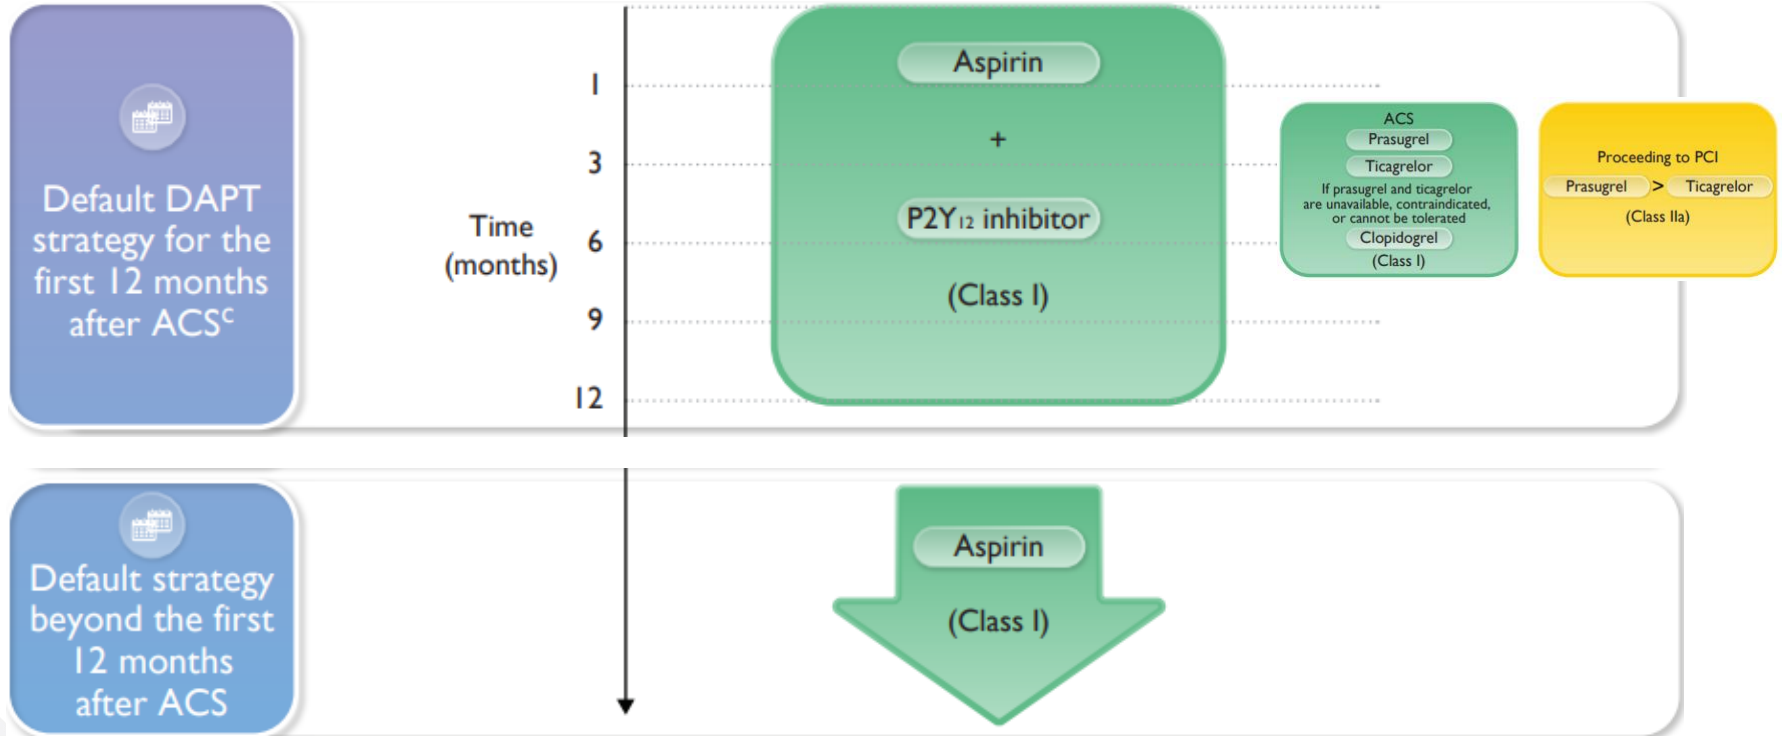 Default DAPT
strategy for the
first 12 months
after ACSᶜ
Time
(months)
1
3
6
9
12
Aspirin
+
P2Y₁₂ inhibitor
(Class I)
ACS
Prasugrel
Ticagrelor
If prasugrel and ticagrelor
are unavailable, contraindicated,
or cannot be tolerated
Clopidogrel
(Class I)
Proceeding to PCI
Prasugrel > Ticagrelor
(Class IIa)
Default strategy
beyond the first
12 months
after ACS
Aspirin
(Class I)